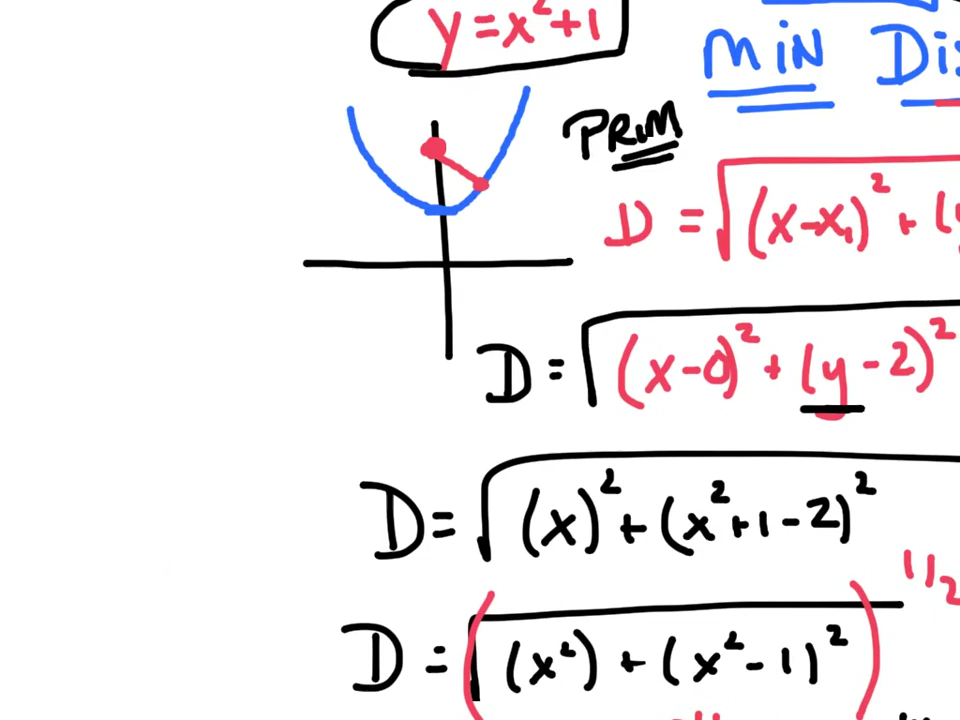 y = x² + 1
MIN
PRIM
D = √(x - x₁)² + (y
D = √(x - 0)² + (y - 2)²
D = √(x)² + (x² + 1 - 2)²
D = (√(x²) + (x² - 1)²)^1/2